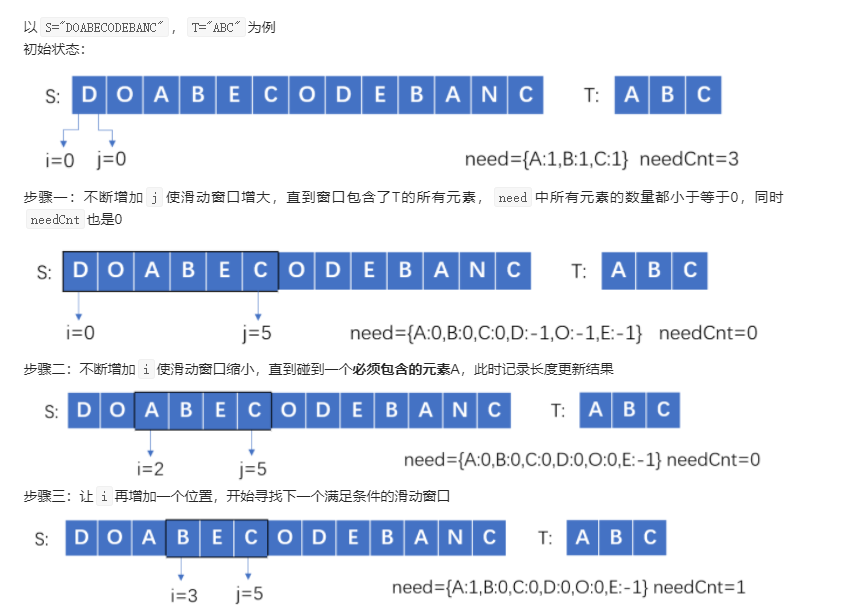 以 S="DOABECODEBANC" ， T="ABC" 为例
初始状态：
S: D O A B E C O D E B A N C T: A B C
i=0 j=0 need={A:1,B:1,C:1} needCnt=3
步骤一：不断增加 j 使滑动窗口增大，直到窗口包含了T的所有元素， need 中所有元素的数量都小于等于0，同时
needCnt 也是0
S: D O A B E C O D E B A N C T: A B C
i=0 j=5 need={A:0,B:0,C:0,D:-1,O:-1,E:-1} needCnt=0
步骤二：不断增加 i 使滑动窗口缩小，直到碰到一个必须包含的元素A，此时记录长度更新结果
S: D O A B E C O D E B A N C T: A B C
i=2 j=5 need={A:0,B:0,C:0,D:0,O:0,E:-1} needCnt=0
步骤三：让 i 再增加一个位置，开始寻找下一个满足条件的滑动窗口
S: D O A B E C O D E B A N C T: A B C
i=3 j=5 need={A:1,B:0,C:0,D:0,O:0,E:-1} needCnt=1